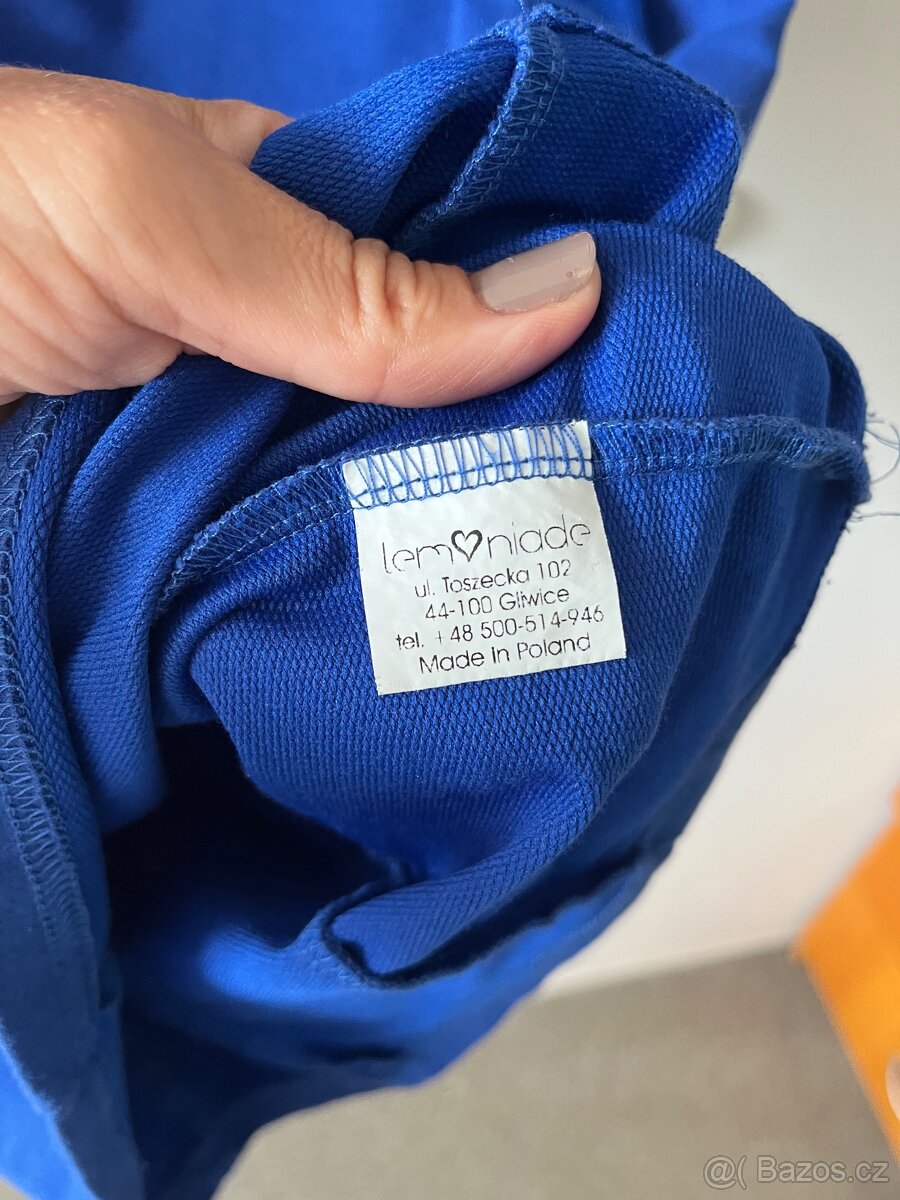 lem♡niade
ul. Toszecka 102
44-100 Gliwice
tel. +48 500-514-946
Made In Poland
@( Bazos.cz